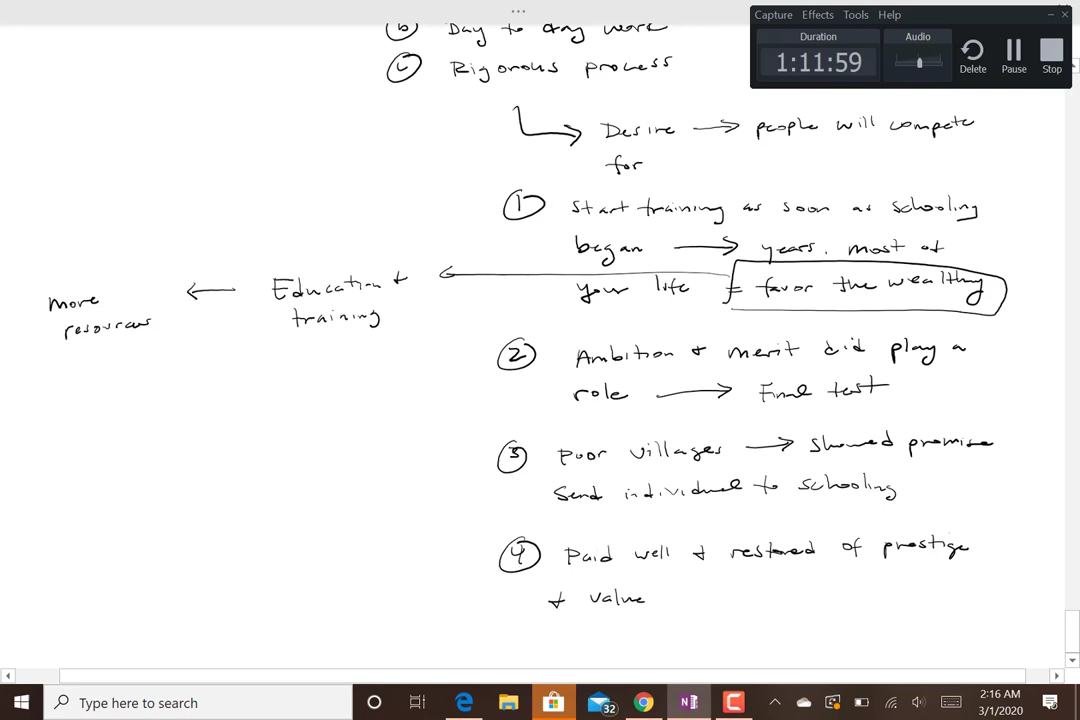 Capture Effects Tools Help
Duration
Audio
1:11:59
Delete Pause Stop
b Day to day work
c Rigorous process
Desire → people will compete
for
1 Start training as soon as schooling
began → years. most of
your life = favor the wealthy
Education +
training
more
resources
2 Ambition + merit did play a
role → Final test
3 Poor villages → showed promise
Send individual to schooling
4 Paid well + restored of prestige
+ value
Type here to search
32
2:16 AM
3/1/2020